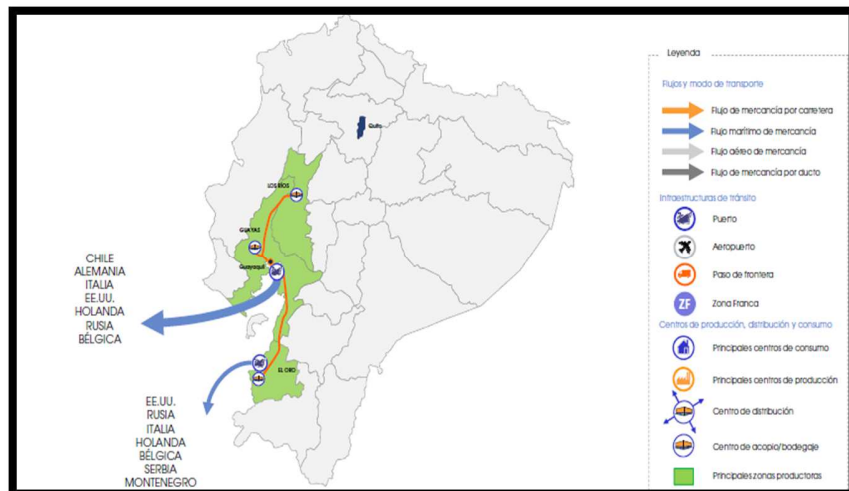 Leyenda
Flujos y modo de transporte
Flujo de mercancía por carretera
Flujo marítimo de mercancía
Flujo aéreo de mercancía
Flujo de mercancía por ducto
Infraestructuras de tránsito
Puerto
Aeropuerto
Paso de frontera
ZF Zona Franca
Centros de producción, distribución y consumo
Principales centros de consumo
Principales centros de producción
Centro de distribución
Centro de acopio/bodegaje
Principales zonas productoras
Quito
LOS RÍOS
GUAYAS
Guayaquil
EL ORO
CHILE
ALEMANIA
ITALIA
EE.UU.
HOLANDA
RUSIA
BÉLGICA
EE.UU.
RUSIA
ITALIA
HOLANDA
BÉLGICA
SERBIA
MONTENEGRO